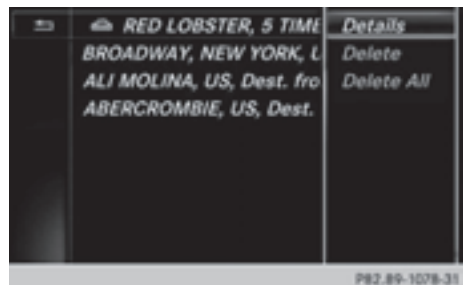 RED LOBSTER, 5 TIME
BROADWAY, NEW YORK, U
ALI MOLINA, US, Dest. fro
ABERCROMBIE, US, Dest.
Details
Delete
Delete All
P82.89-1078-31